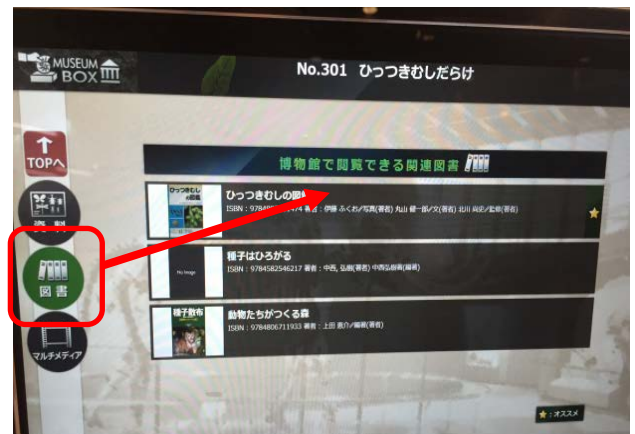 MUSEUM
BOX
No.301 ひっつきむしだらけ
TOPへ
資料
図書
マルチメディア
博物館で閲覧できる関連図書
ひっつきむしの図鑑
著者：伊藤 ふくお/写真(著者) 丸山 健一郎/文(著者) 北川 尚史/監修(著者)
No Image
種子はひろがる
ISBN：9784582546217 著者：中西, 弘樹(著者) 中西弘樹著(編著)
種子散布
動物たちがつくる森
ISBN：9784806711933 著者：上田 恵介/編著(著者)
★：オススメ